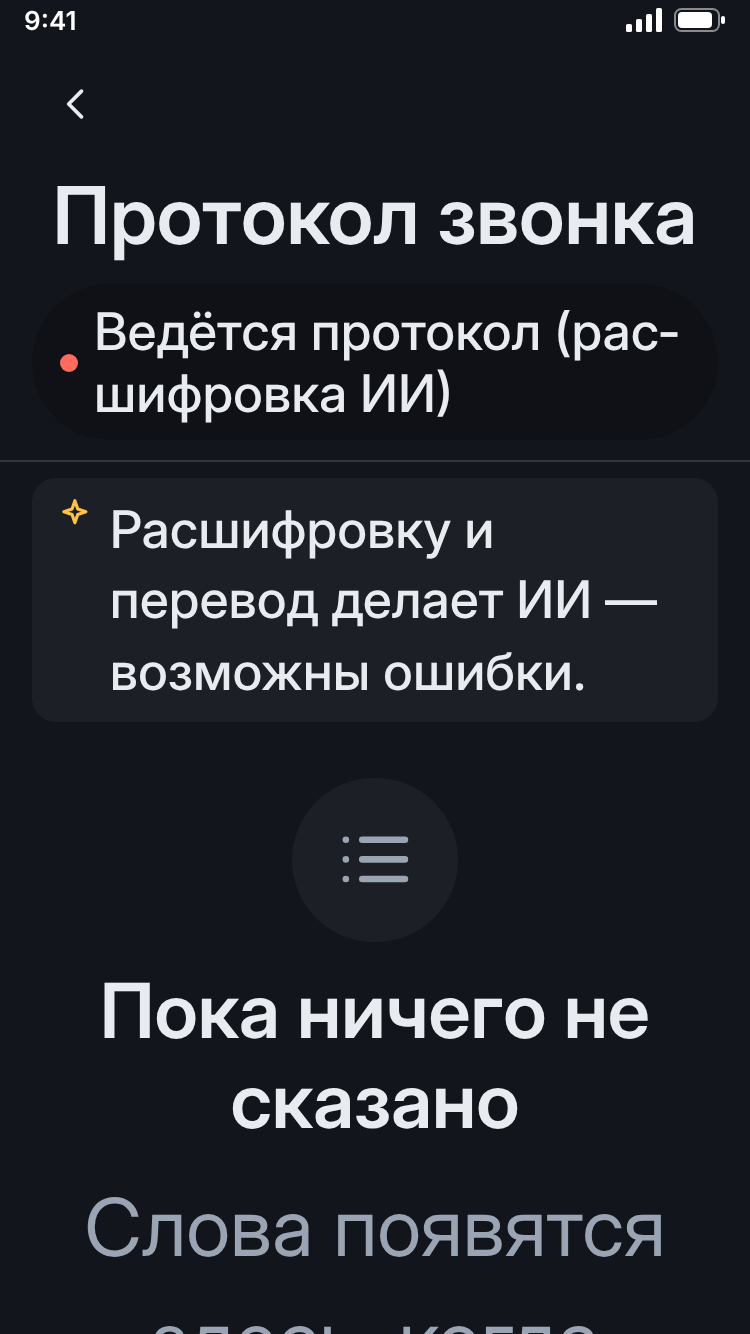 9:41
Протокол звонка
Ведётся протокол (рас-
шифровка ИИ)
Расшифровку и
перевод делает ИИ —
возможны ошибки.
Пока ничего не
сказано
Слова появятся